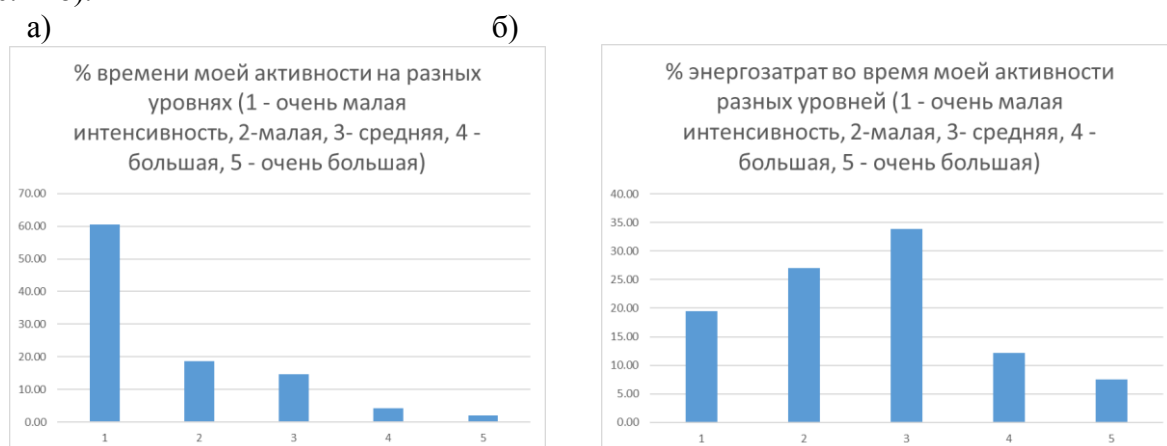 а) б)
% времени моей активности на разных
уровнях (1 - очень малая
интенсивность, 2-малая, 3- средняя, 4 -
большая, 5 - очень большая)
70.00
60.00
50.00
40.00
30.00
20.00
10.00
0.00
1 2 3 4 5
% энергозатрат во время моей активности
разных уровней (1 - очень малая
интенсивность, 2-малая, 3- средняя, 4 -
большая, 5 - очень большая)
40.00
35.00
30.00
25.00
20.00
15.00
10.00
5.00
0.00
1 2 3 4 5